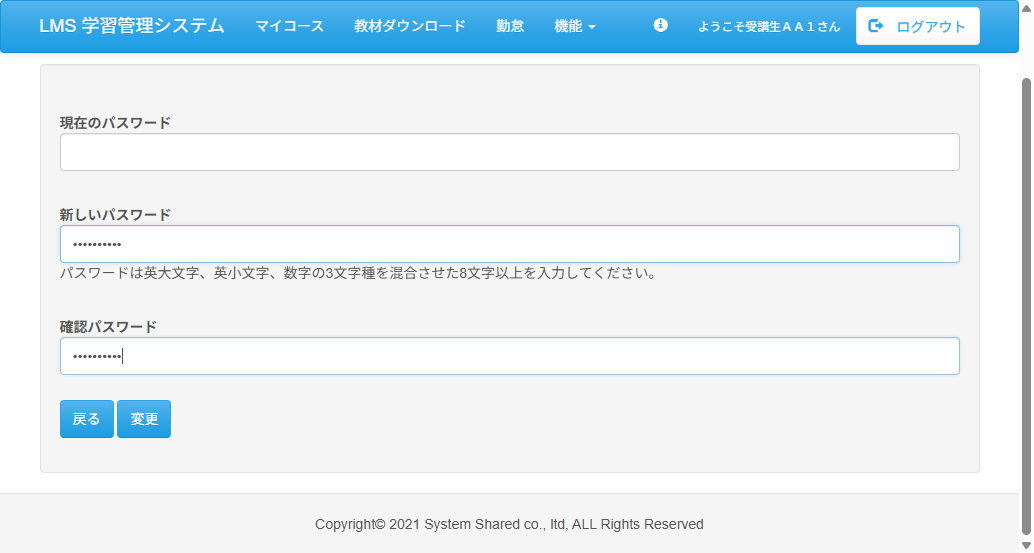 LMS 学習管理システム マイコース 教材ダウンロード 勤怠 機能 ようこそ受講生ＡＡ１さん ログアウト
現在のパスワード
新しいパスワード
••••••••••
パスワードは英大文字、英小文字、数字の3文字種を混合させた8文字以上を入力してください。
確認パスワード
••••••••••
戻る 変更
Copyright© 2021 System Shared co., ltd, ALL Rights Reserved